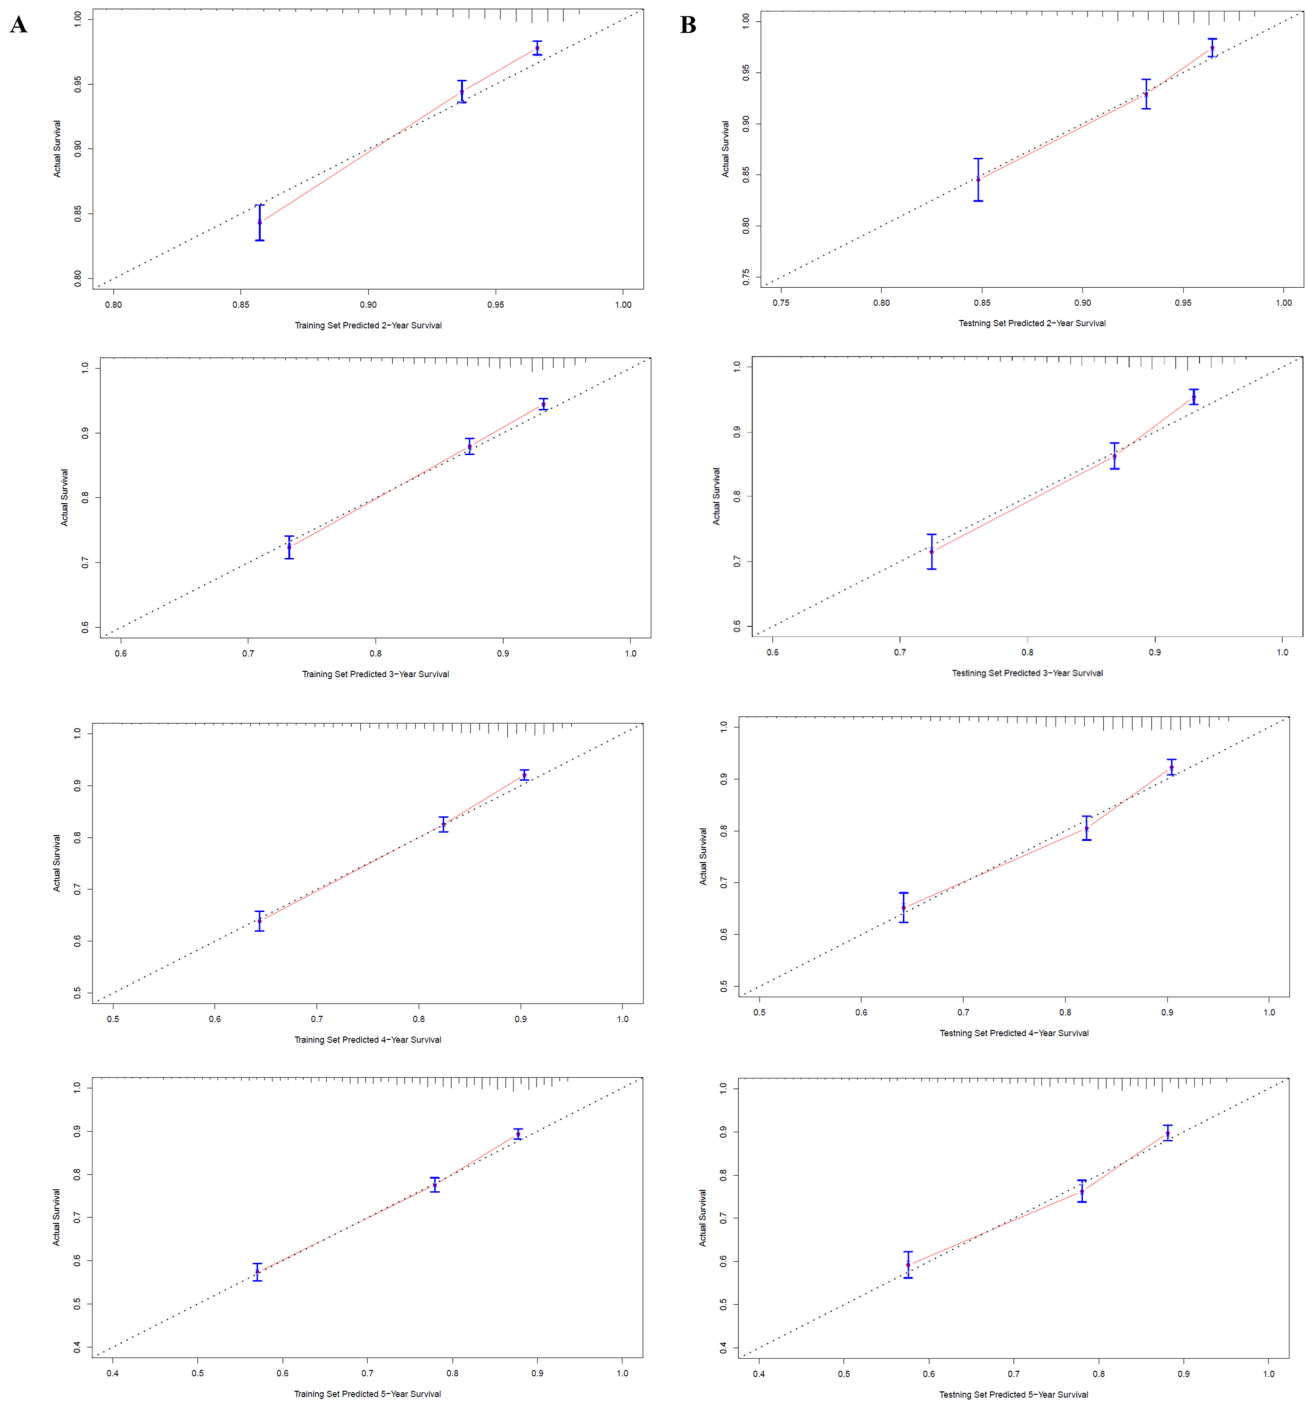 A
B
1.00
0.95
0.90
0.85
0.80
Actual Survival
0.80 0.85 0.90 0.95 1.00
Training Set Predicted 2−Year Survival
1.00
0.95
0.90
0.85
0.80
0.75
Actual Survival
0.75 0.80 0.85 0.90 0.95 1.00
Testning Set Predicted 2−Year Survival
1.0
0.9
0.8
0.7
0.6
Actual Survival
0.6 0.7 0.8 0.9 1.0
Training Set Predicted 3−Year Survival
1.0
0.9
0.8
0.7
0.6
Actual Survival
0.6 0.7 0.8 0.9 1.0
Testining Set Predicted 3−Year Survival
1.0
0.9
0.8
0.7
0.6
0.5
Actual Survival
0.5 0.6 0.7 0.8 0.9 1.0
Training Set Predicted 4−Year Survival
1.0
0.9
0.8
0.7
0.6
0.5
Actual Survival
0.5 0.6 0.7 0.8 0.9 1.0
Testning Set Predicted 4−Year Survival
1.0
0.9
0.8
0.7
0.6
0.5
0.4
Actual Survival
0.4 0.5 0.6 0.7 0.8 0.9 1.0
Training Set Predicted 5−Year Survival
1.0
0.9
0.8
0.7
0.6
0.5
0.4
Actual Survival
0.4 0.5 0.6 0.7 0.8 0.9 1.0
Testning Set Predicted 5−Year Survival